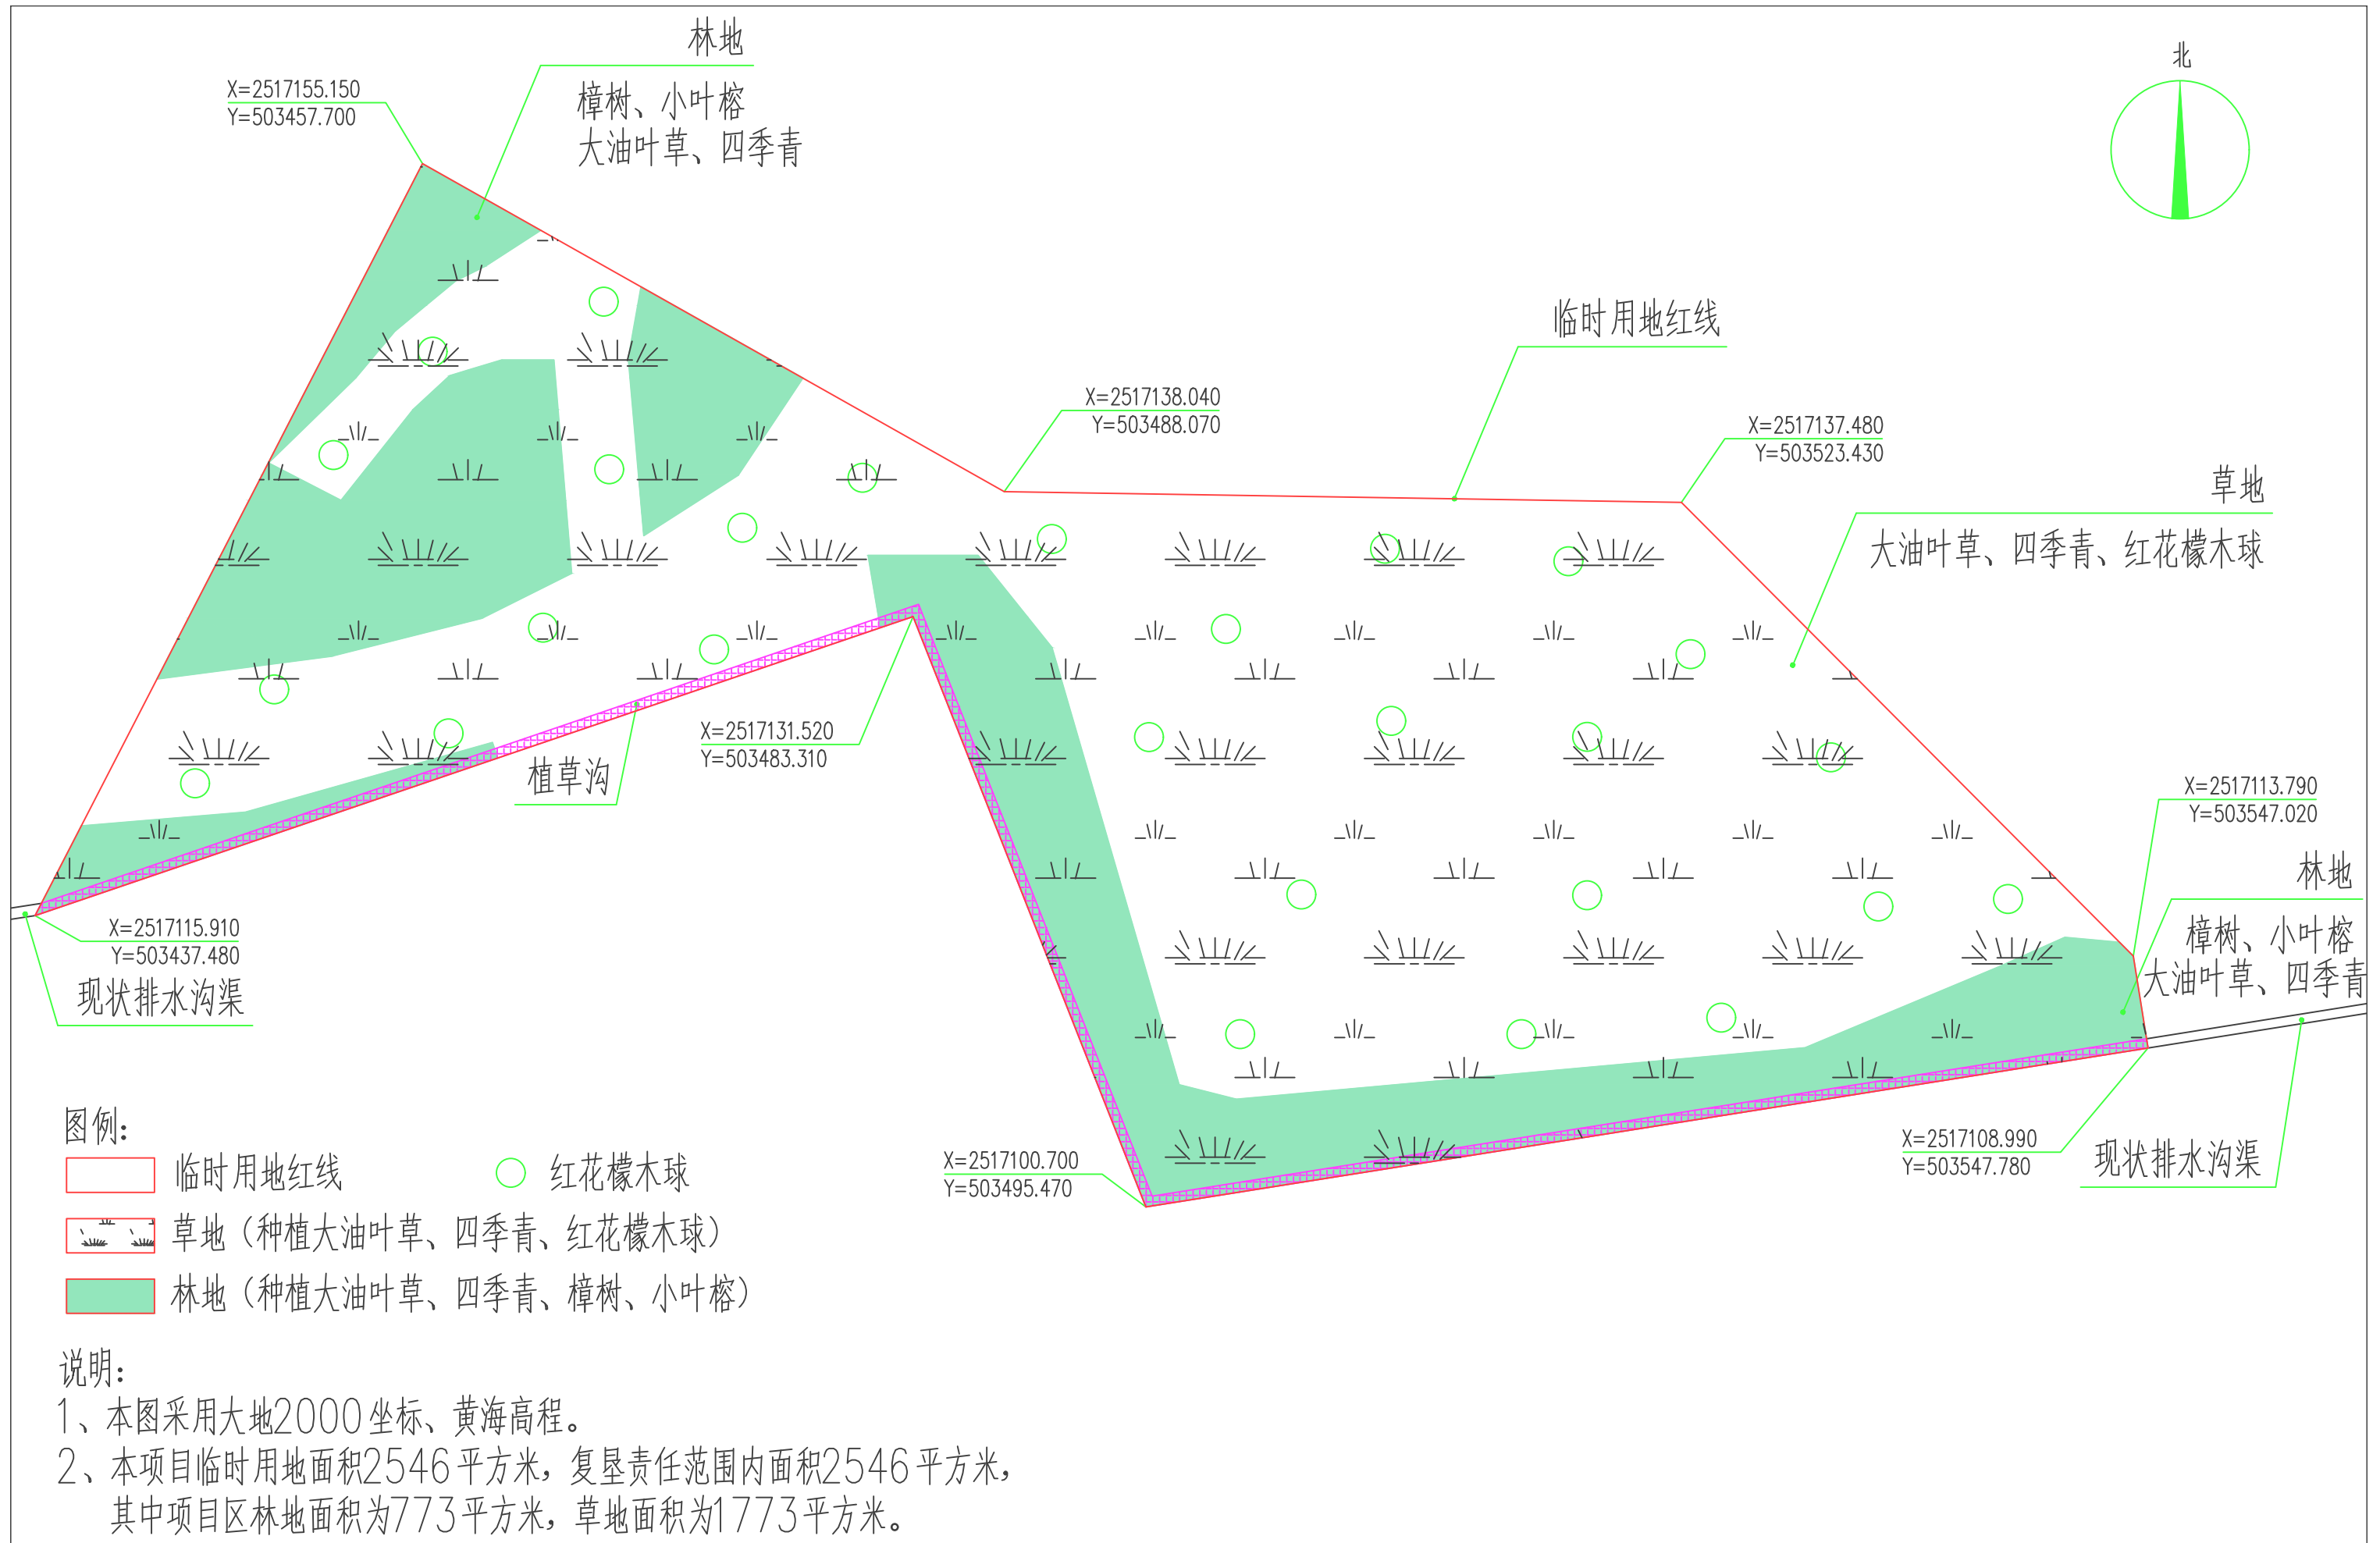 林地
樟树、小叶榕
大油叶草、四季青
X=2517155.150
Y=503457.700
北
临时用地红线
X=2517138.040
Y=503488.070
X=2517137.480
Y=503523.430
草地
大油叶草、四季青、红花檬木球
X=2517131.520
Y=503483.310
植草沟
X=2517113.790
Y=503547.020
林地
樟树、小叶榕
大油叶草、四季青
X=2517115.910
Y=503437.480
现状排水沟渠
X=2517100.700
Y=503495.470
X=2517108.990
Y=503547.780
现状排水沟渠
图例:
临时用地红线
红花檬木球
草地（种植大油叶草、四季青、红花檬木球）
林地（种植大油叶草、四季青、樟树、小叶榕）
说明:
1、本图采用大地2000坐标、黄海高程。
2、本项目临时用地面积2546平方米，复垦责任范围内面积2546平方米，
其中项目区林地面积为773平方米，草地面积为1773平方米。